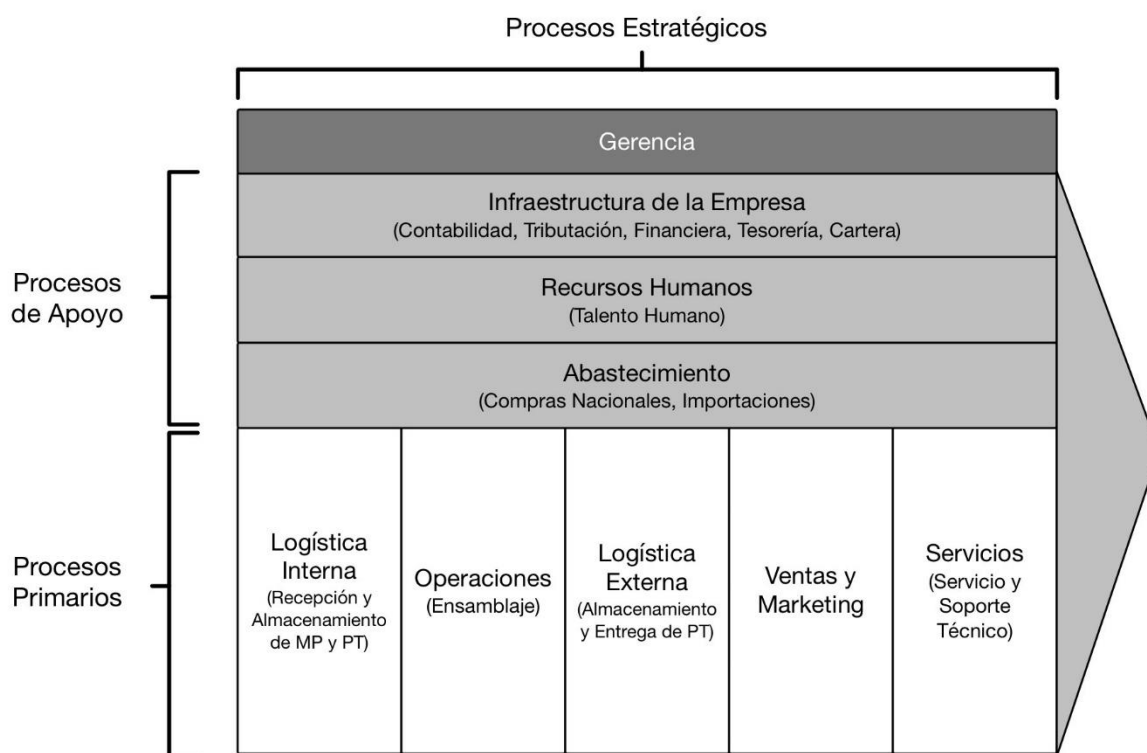 Procesos Estratégicos
Gerencia
Infraestructura de la Empresa
(Contabilidad, Tributación, Financiera, Tesorería, Cartera)
Recursos Humanos
(Talento Humano)
Abastecimiento
(Compras Nacionales, Importaciones)
Procesos
de Apoyo
Procesos
Primarios
Logística
Interna
(Recepción y
Almacenamiento
de MP y PT)
Operaciones
(Ensamblaje)
Logística
Externa
(Almacenamiento
y Entrega de PT)
Ventas y
Marketing
Servicios
(Servicio y
Soporte
Técnico)